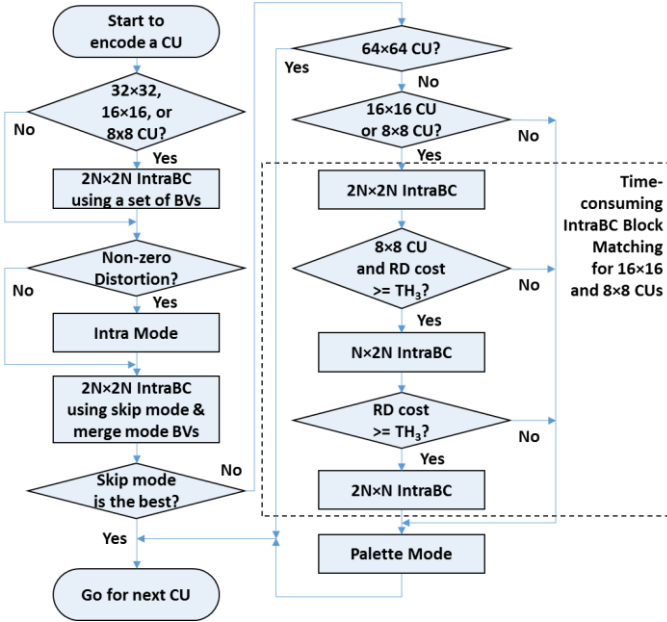 Start to
encode a CU
32×32,
16×16, or
8x8 CU?
No
Yes
2N×2N IntraBC
using a set of BVs
Non-zero
Distortion?
No
Yes
Intra Mode
2N×2N IntraBC
using skip mode &
merge mode BVs
Skip mode
is the best?
No
Yes
Go for next CU
64×64 CU?
Yes
No
16×16 CU
or 8×8 CU?
No
Yes
2N×2N IntraBC
8×8 CU
and RD cost
>= TH₃?
No
Yes
N×2N IntraBC
RD cost
>= TH₃?
No
Yes
2N×N IntraBC
Palette Mode
Time-
consuming
IntraBC Block
Matching
for 16×16
and 8×8 CUs